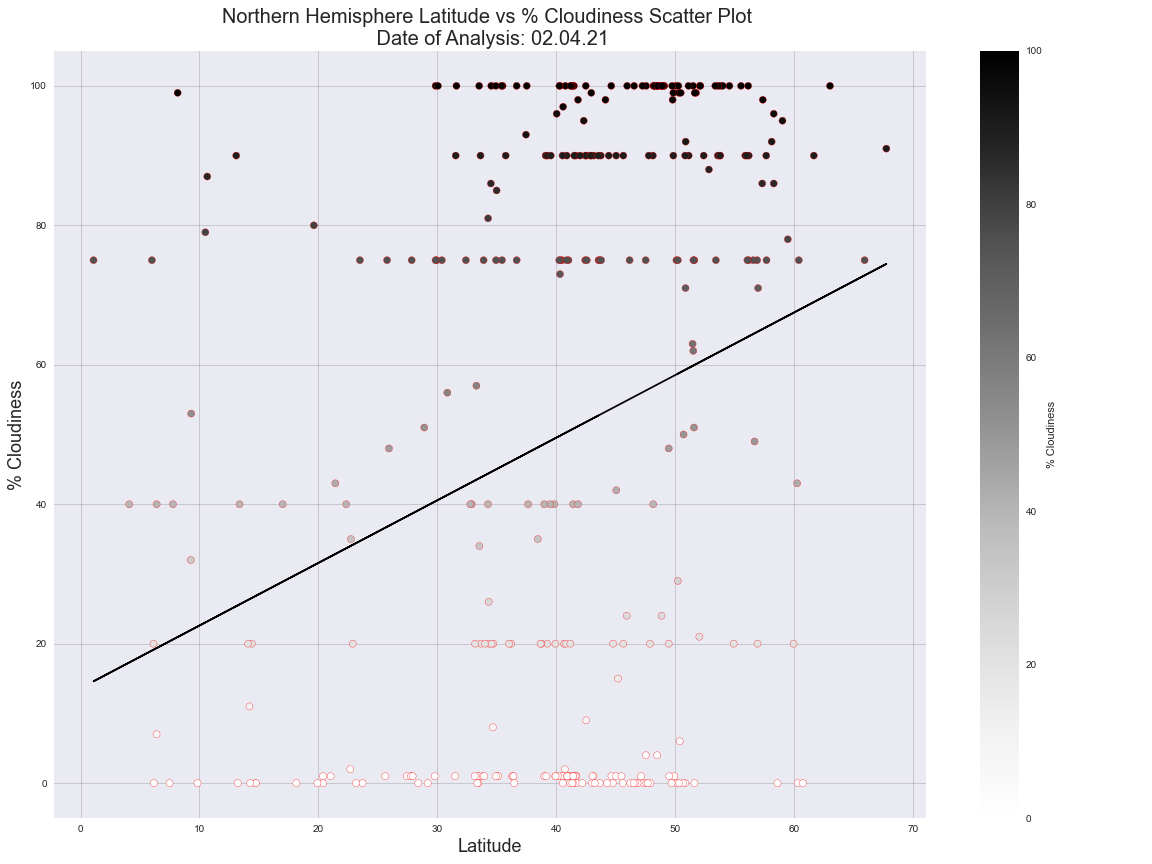 Northern Hemisphere Latitude vs % Cloudiness Scatter Plot
Date of Analysis: 02.04.21
100
80
60
40
20
0
% Cloudiness
0 10 20 30 40 50 60 70
Latitude
100
80
60
40
20
0
% Cloudiness